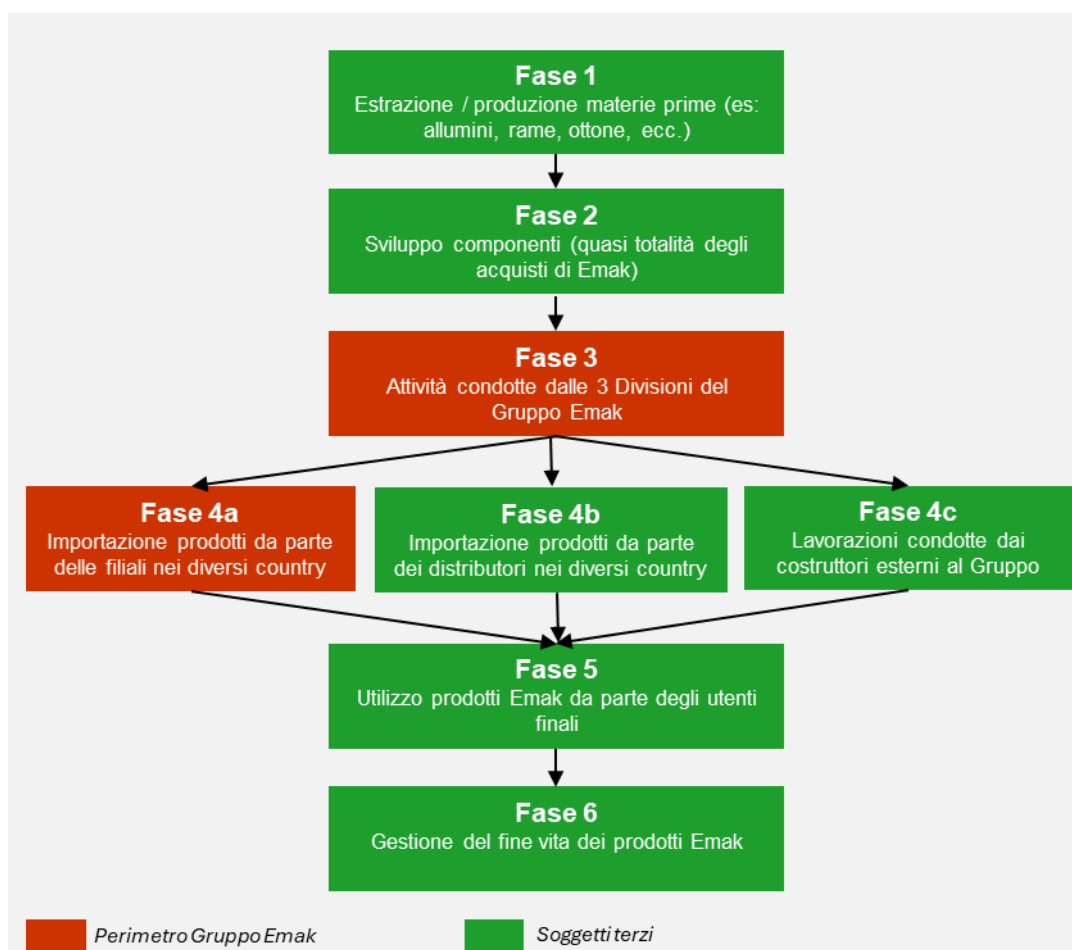 Fase 1
Estrazione / produzione materie prime (es:
allumini, rame, ottone, ecc.)
Fase 2
Sviluppo componenti (quasi totalità degli
acquisti di Emak)
Fase 3
Attività condotte dalle 3 Divisioni del
Gruppo Emak
Fase 4a
Importazione prodotti da parte
delle filiali nei diversi country
Fase 4b
Importazione prodotti da parte
dei distributori nei diversi country
Fase 4c
Lavorazioni condotte dai
costruttori esterni al Gruppo
Fase 5
Utilizzo prodotti Emak da parte degli utenti
finali
Fase 6
Gestione del fine vita dei prodotti Emak
Perimetro Gruppo Emak
Soggetti terzi